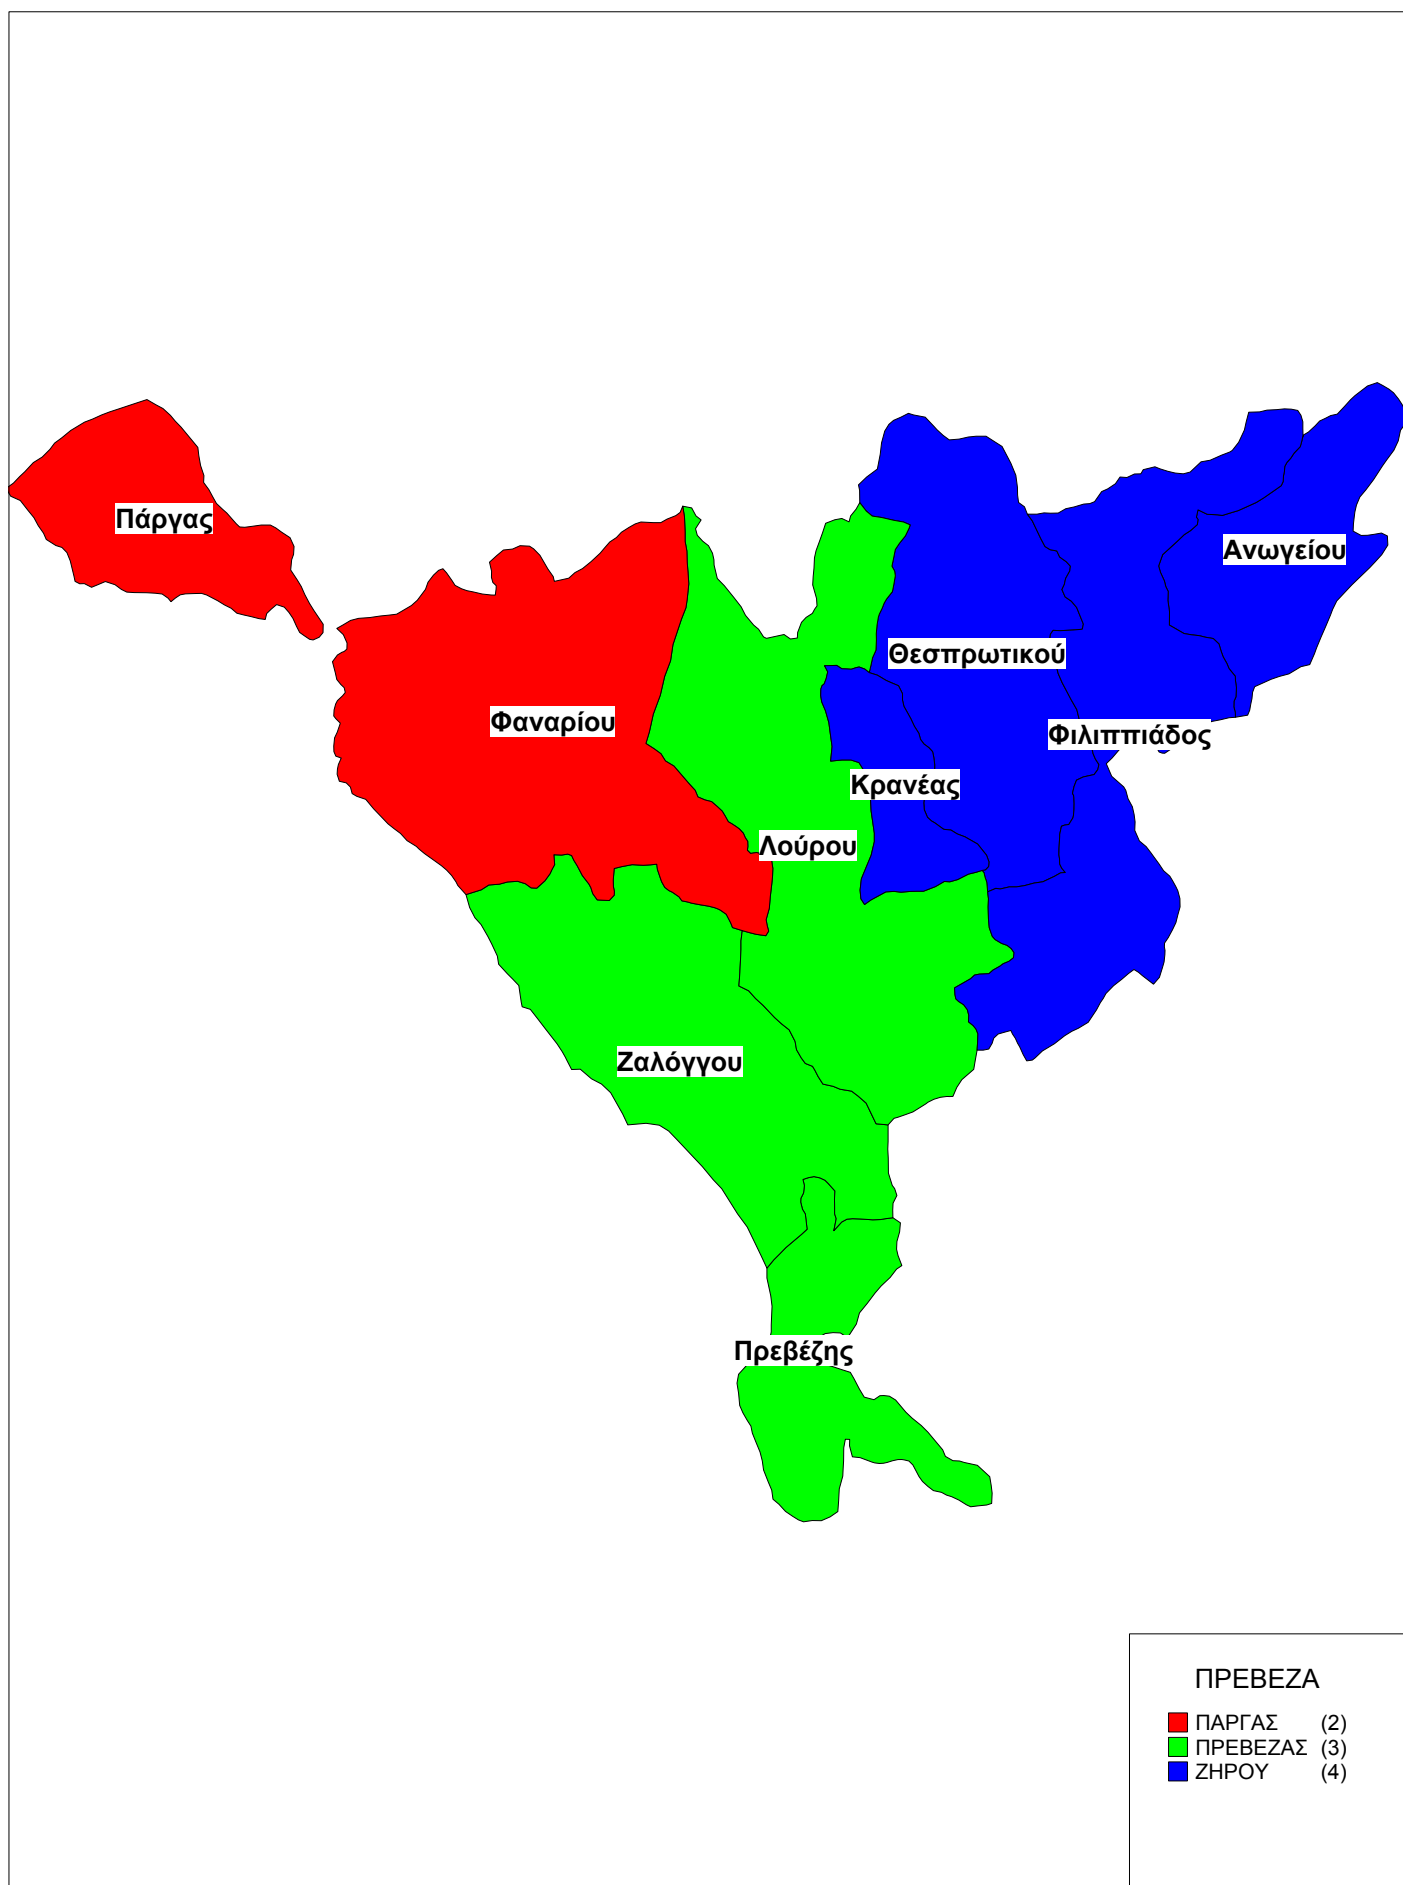 Πάργας
Ανωγείου
Θεσπρωτικού
Φαναρίου
Φιλιππιάδος
Κρανέας
Λούρου
Ζαλόγγου
Πρεβέζης
ΠΡΕΒΕΖΑ
ΠΑΡΓΑΣ (2)
ΠΡΕΒΕΖΑΣ (3)
ΖΗΡΟΥ (4)